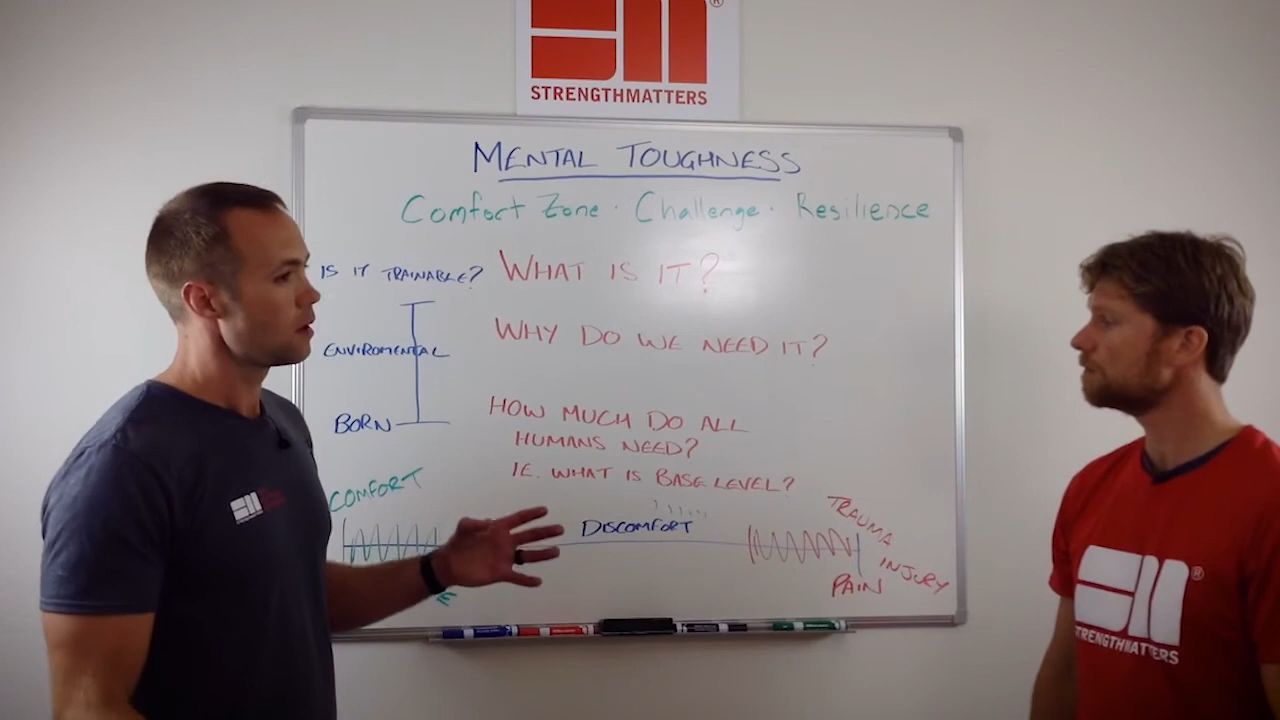 ®
STRENGTHMATTERS
MENTAL TOUGHNESS
Comfort Zone · Challenge · Resilience
IS IT TRAINABLE?
WHAT IS IT?
WHY DO WE NEED IT?
ENVIROMENTAL
HOW MUCH DO ALL
HUMANS NEED?
BORN
IE. WHAT IS BASE LEVEL?
COMFORT
DISCOMFORT
TRAUMA
INJURY
PAIN
E
®
STRENGTHMATTERS